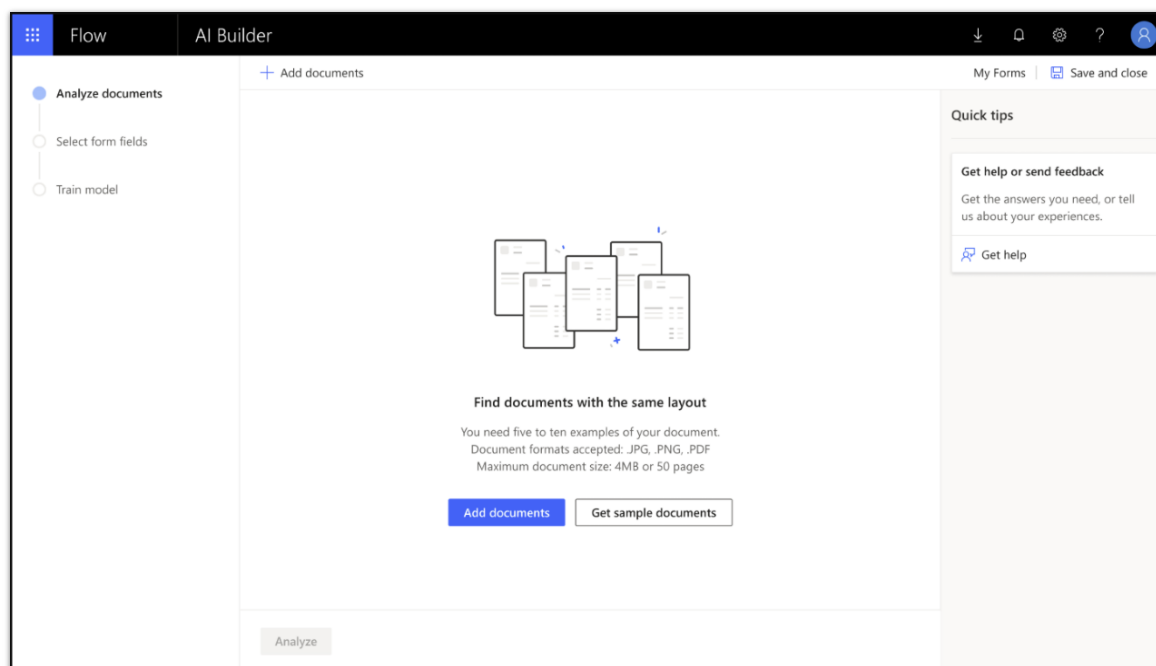 Flow
AI Builder
?
Analyze documents
Select form fields
Train model
+ Add documents
My Forms
Save and close
Find documents with the same layout
You need five to ten examples of your document.
Document formats accepted: .JPG, .PNG, .PDF
Maximum document size: 4MB or 50 pages
Add documents
Get sample documents
Analyze
Quick tips
Get help or send feedback
Get the answers you need, or tell
us about your experiences.
Get help